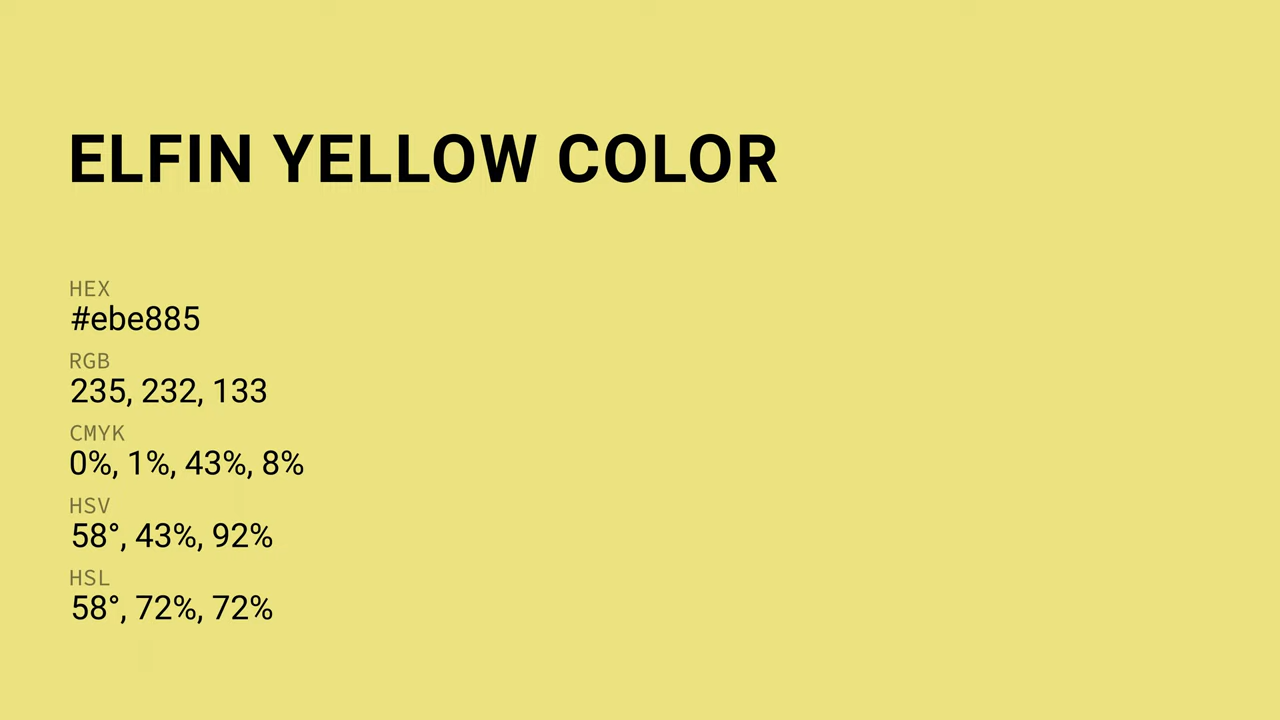 ELFIN YELLOW COLOR
HEX
#ebe885
RGB
235, 232, 133
CMYK
0%, 1%, 43%, 8%
HSV
58°, 43%, 92%
HSL
58°, 72%, 72%